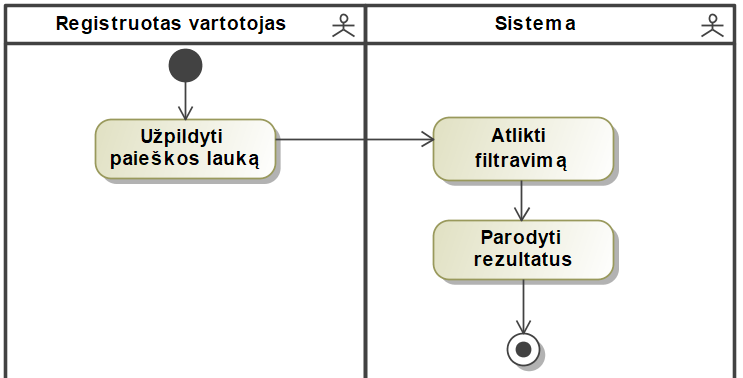 Registruotas vartotojas
Sistema
Užpildyti
paieškos lauką
Atlikti
filtravimą
Parodyti
rezultatus